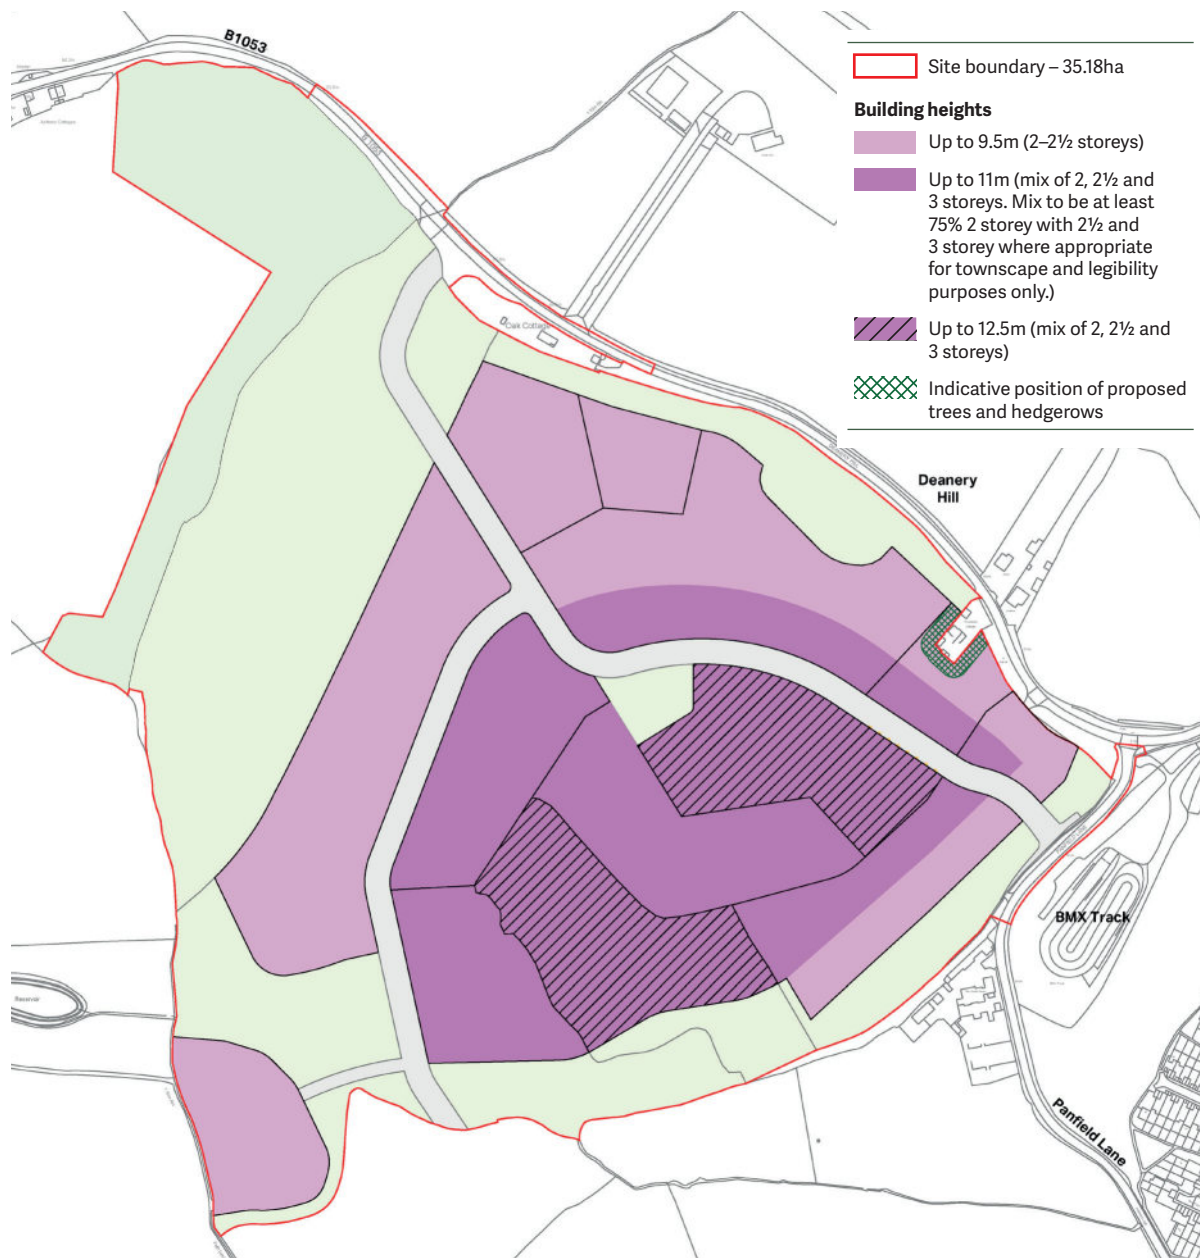 B1053
Site boundary – 35.18ha
Building heights
Up to 9.5m (2–2½ storeys)
Up to 11m (mix of 2, 2½ and
3 storeys. Mix to be at least
75% 2 storey with 2½ and
3 storey where appropriate
for townscape and legibility
purposes only.)
Up to 12.5m (mix of 2, 2½ and
3 storeys)
Indicative position of proposed
trees and hedgerows
Oak Cottage
Deanery
Hill
BMX Track
Reservoir
Panfield Lane